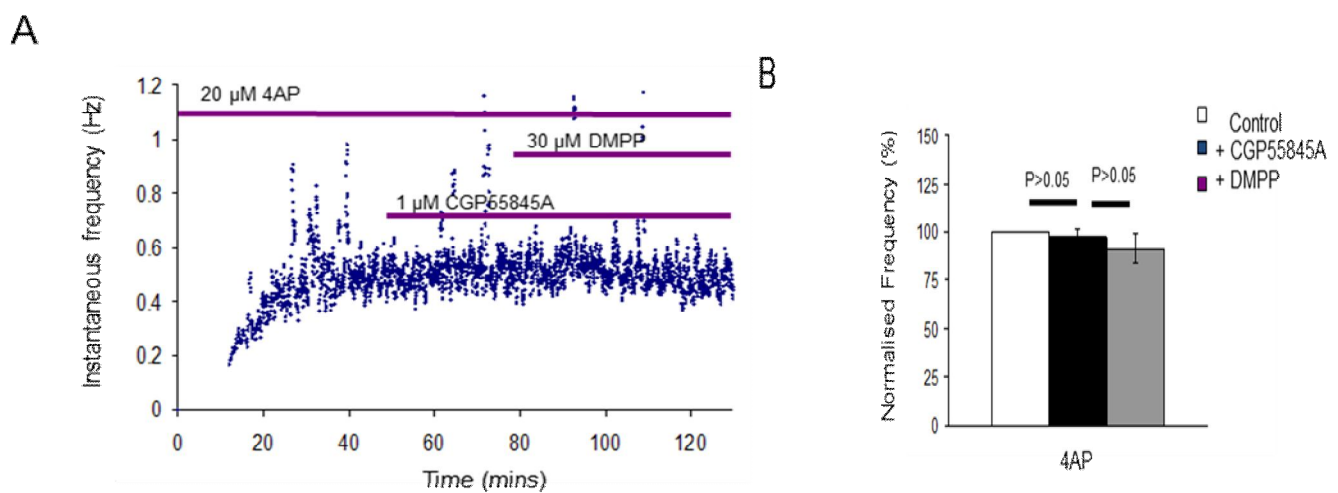 A
Instantaneous frequency (Hz)
1.2
1
0.8
0.6
0.4
0.2
0
20 µM 4AP
30 µM DMPP
1 µM CGP55845A
0 20 40 60 80 100 120
Time (mins)
B
Normalised Frequency (%)
150
125
100
75
50
25
0
P>0.05 P>0.05
Control
+ CGP55845A
+ DMPP
4AP